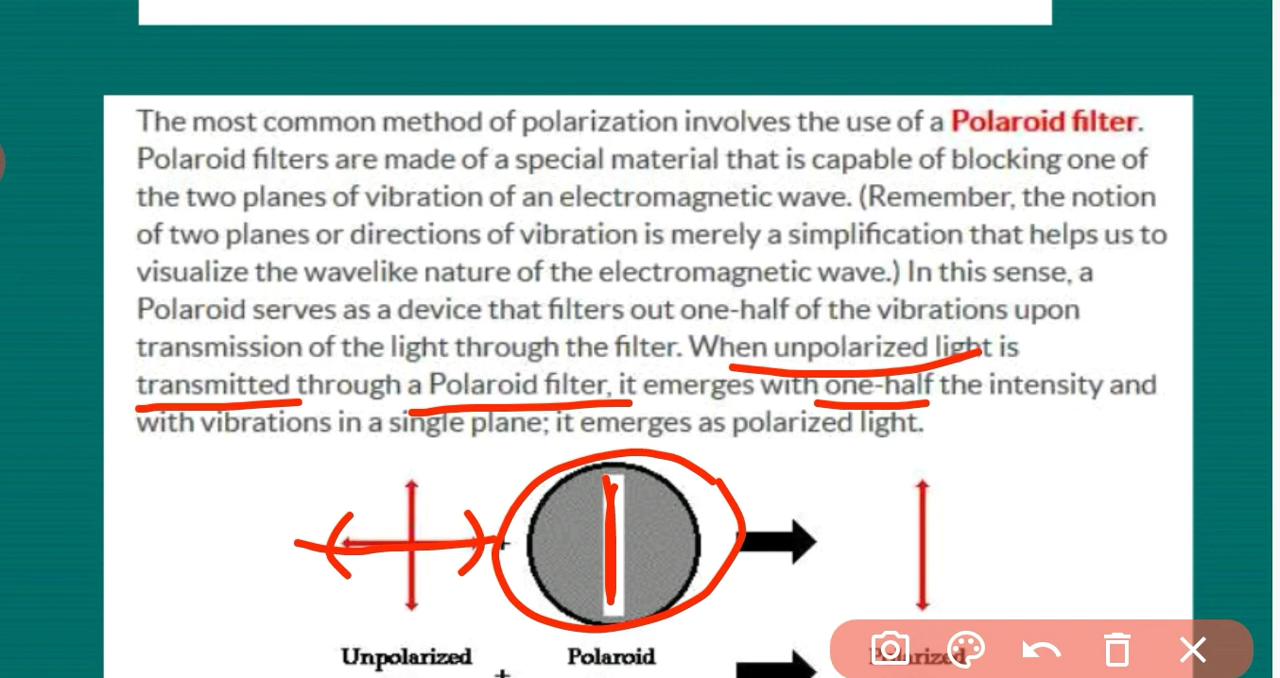 The most common method of polarization involves the use of a Polaroid filter.
Polaroid filters are made of a special material that is capable of blocking one of
the two planes of vibration of an electromagnetic wave. (Remember, the notion
of two planes or directions of vibration is merely a simplification that helps us to
visualize the wavelike nature of the electromagnetic wave.) In this sense, a
Polaroid serves as a device that filters out one-half of the vibrations upon
transmission of the light through the filter. When unpolarized light is
transmitted through a Polaroid filter, it emerges with one-half the intensity and
with vibrations in a single plane; it emerges as polarized light.
+
Unpolarized + Polaroid Polarized